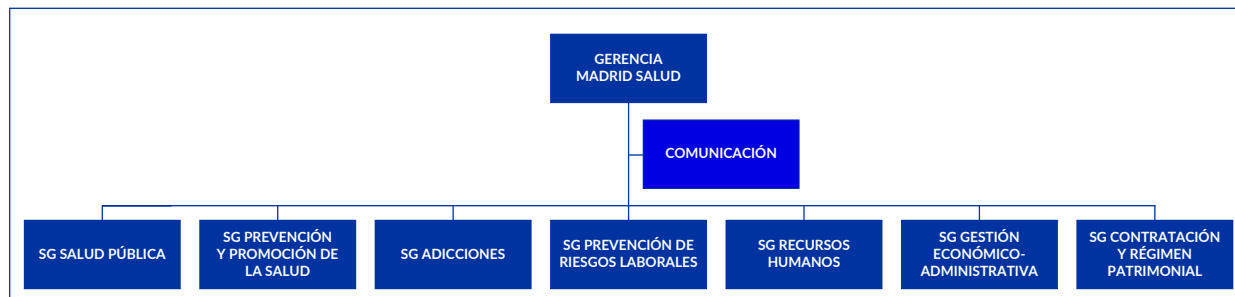 GERENCIA
MADRID SALUD
COMUNICACIÓN
SG SALUD PÚBLICA
SG PREVENCIÓN
Y PROMOCIÓN DE
LA SALUD
SG ADICCIONES
SG PREVENCIÓN DE
RIESGOS LABORALES
SG RECURSOS
HUMANOS
SG GESTIÓN
ECONÓMICO-
ADMINISTRATIVA
SG CONTRATACIÓN
Y RÉGIMEN
PATRIMONIAL